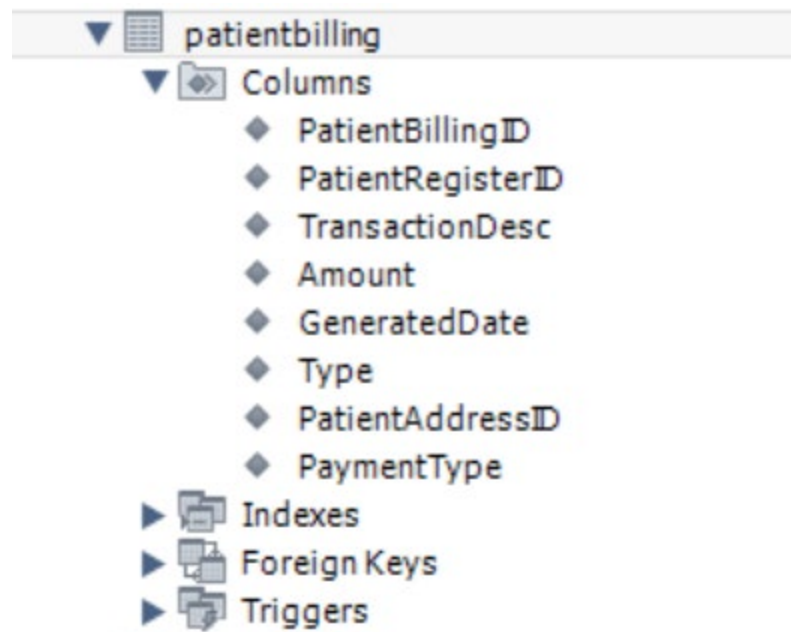 patientbilling
Columns
PatientBillingID
PatientRegisterID
TransactionDesc
Amount
GeneratedDate
Type
PatientAddressID
PaymentType
Indexes
Foreign Keys
Triggers